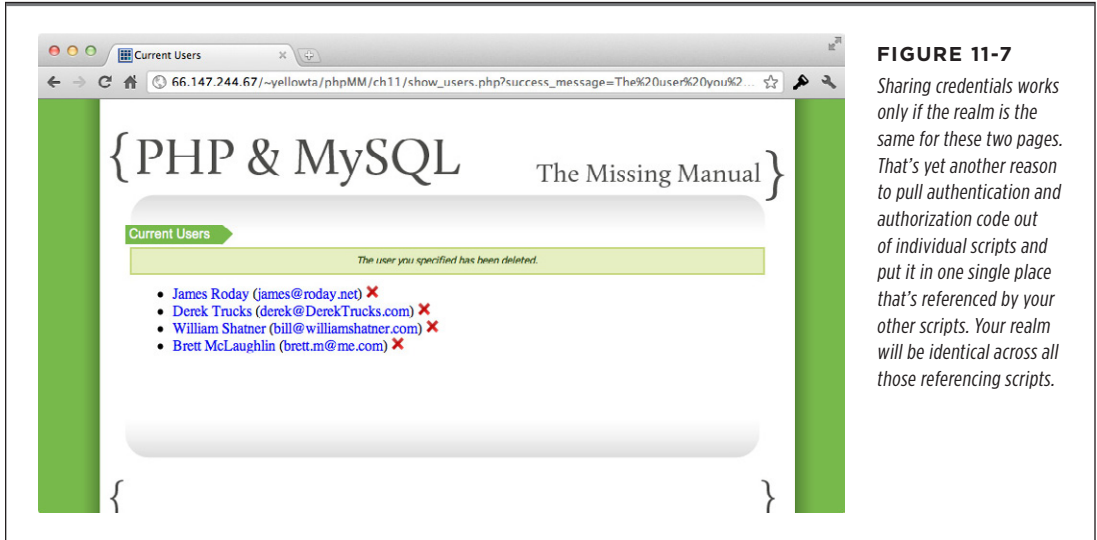 Current Users
66.147.244.67/~yellowta/phpMM/ch11/show_users.php?success_message=The%20user%20you%2...
{PHP & MySQL
The Missing Manual}
Current Users
The user you specified has been deleted.
• James Roday (james@roday.net)
• Derek Trucks (derek@DerekTrucks.com)
• William Shatner (bill@williamshatner.com)
• Brett McLaughlin (brett.m@me.com)
{ }
FIGURE 11-7
Sharing credentials works
only if the realm is the
same for these two pages.
That's yet another reason
to pull authentication and
authorization code out
of individual scripts and
put it in one single place
that's referenced by your
other scripts. Your realm
will be identical across all
those referencing scripts.